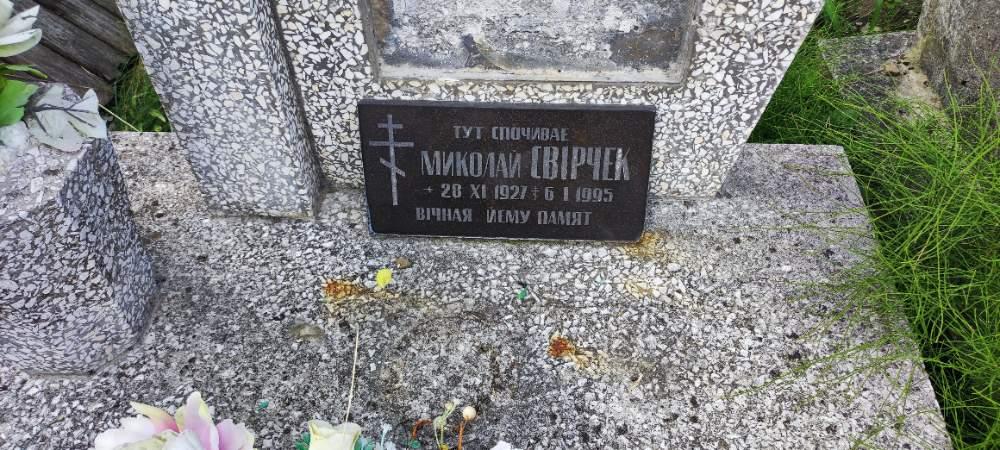 ТУТ СПОЧИВАЕ
МИКОЛАЙ СВІРЧЕК
+ 28 XI 1927 ‡ 6 I 1995
ВІЧНАЯ ЙЕМУ ПАМЯТ